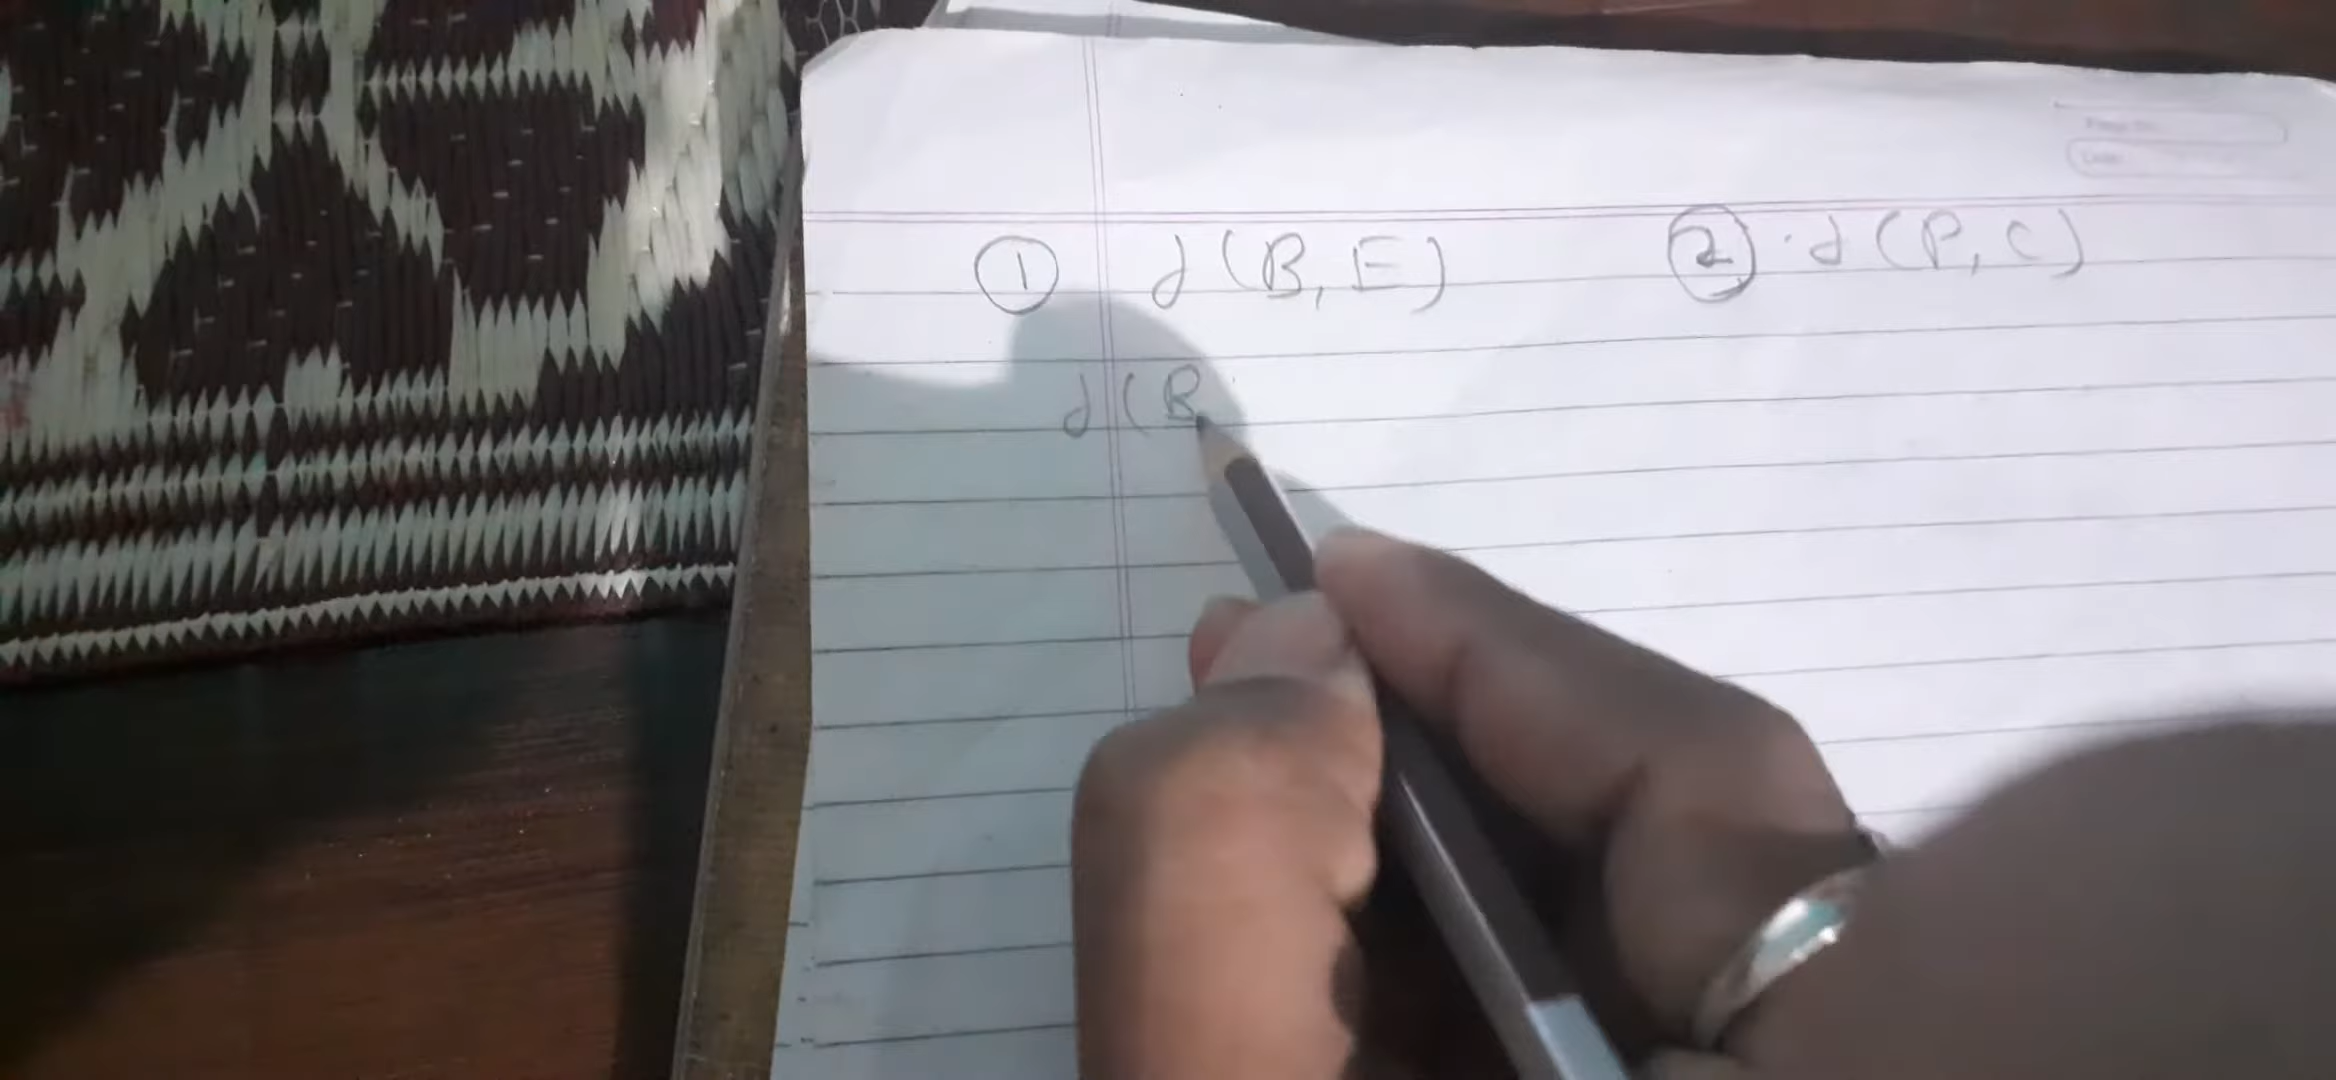 ① d(B, E) ② · d(P, C)
d(B